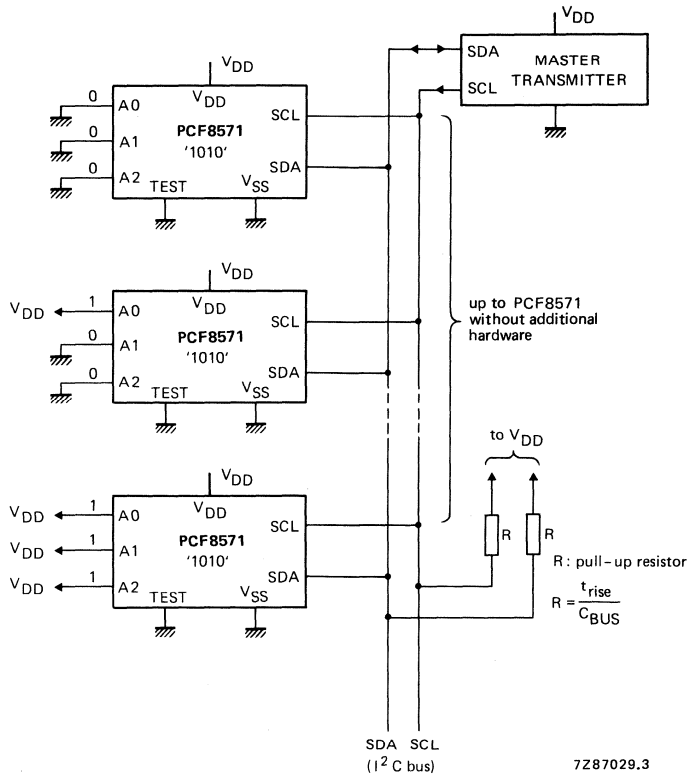 VDD
SDA
MASTER
TRANSMITTER
SCL
VDD
0 A0
VDD
SCL
PCF8571
0 A1
'1010'
SDA
0 A2
TEST
VSS
VDD
VDD 1 A0
VDD
SCL
PCF8571
0 A1
'1010'
SDA
0 A2
TEST
VSS
up to PCF8571
without additional
hardware
to VDD
VDD
VDD 1 A0
VDD
SCL
PCF8571
VDD 1 A1
'1010'
SDA
VDD 1 A2
TEST
VSS
R
R
R : pull-up resistor
R = trise
CBUS
SDA SCL
(I2C bus)
7Z87029.3